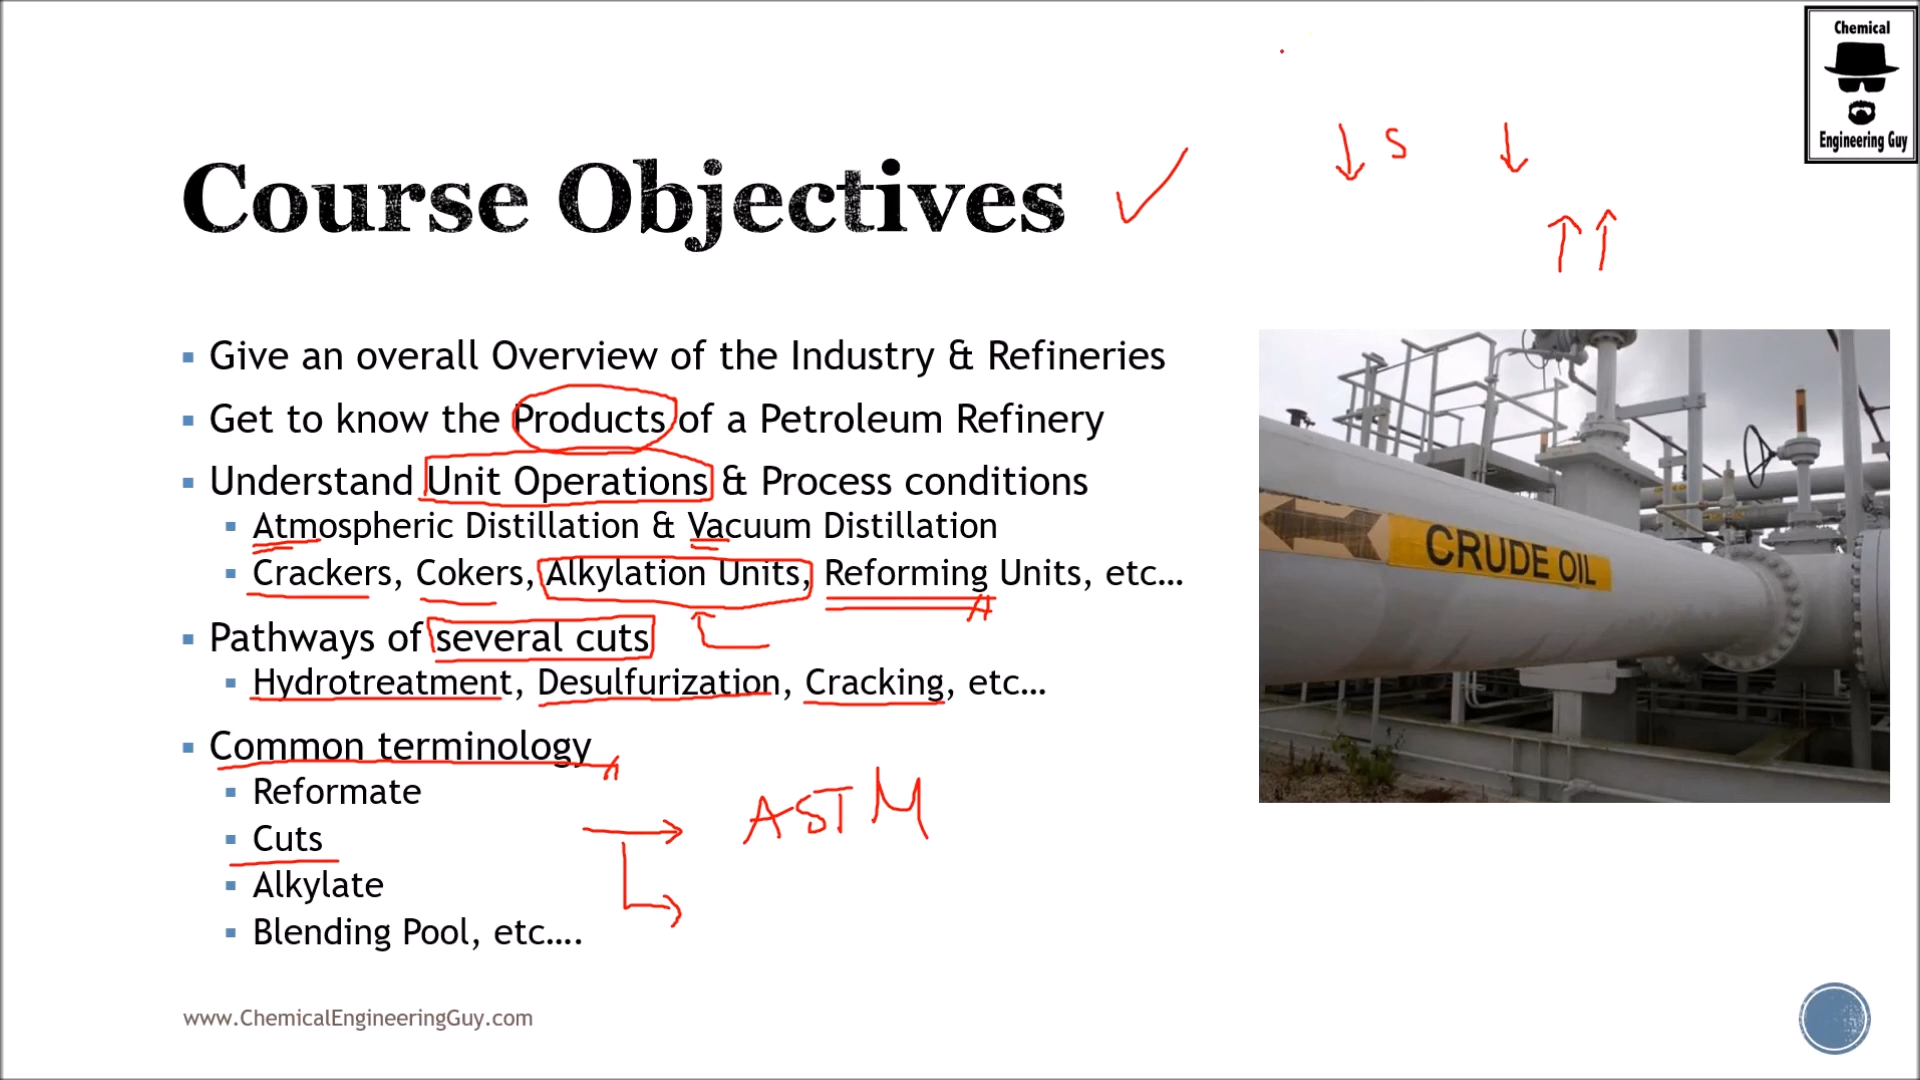 Chemical
Engineering Guy
↓ S ↓
↑↑
Course Objectives ✓
Give an overall Overview of the Industry & Refineries
Get to know the Products of a Petroleum Refinery
Understand Unit Operations & Process conditions
Atmospheric Distillation & Vacuum Distillation
Crackers, Cokers, Alkylation Units, Reforming Units, etc...
Pathways of several cuts
Hydrotreatment, Desulfurization, Cracking, etc...
Common terminology
Reformate
Cuts
Alkylate
Blending Pool, etc....
→ ASTM
CRUDE OIL
www.ChemicalEngineeringGuy.com